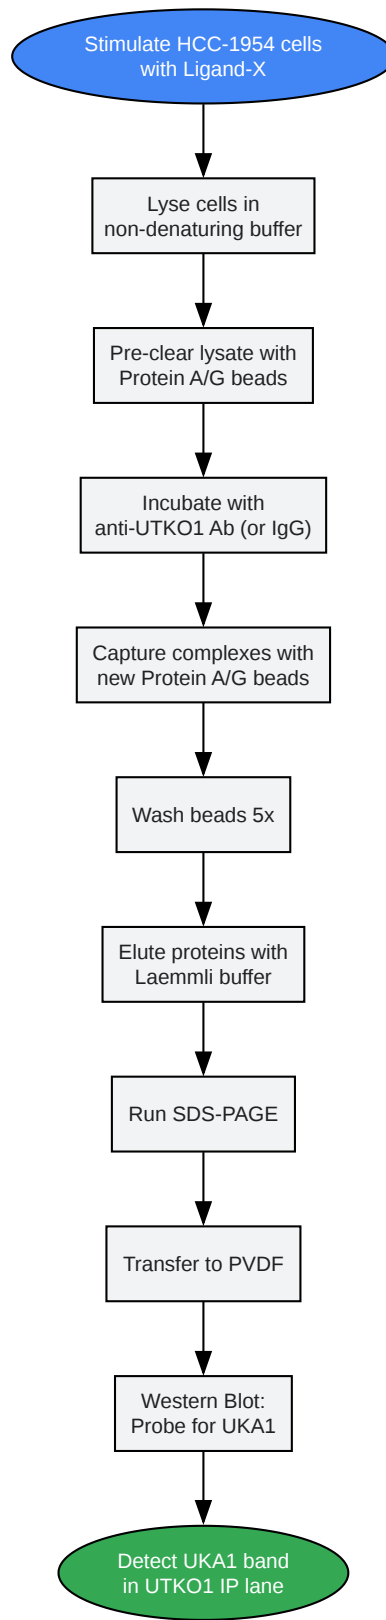 Stimulate HCC-1954 cells
with Ligand-X
Lyse cells in
non-denaturing buffer
Pre-clear lysate with
Protein A/G beads
Incubate with
anti-UTKO1 Ab (or IgG)
Capture complexes with
new Protein A/G beads
Wash beads 5x
Elute proteins with
Laemmli buffer
Run SDS-PAGE
Transfer to PVDF
Western Blot:
Probe for UKA1
Detect UKA1 band
in UTKO1 IP lane